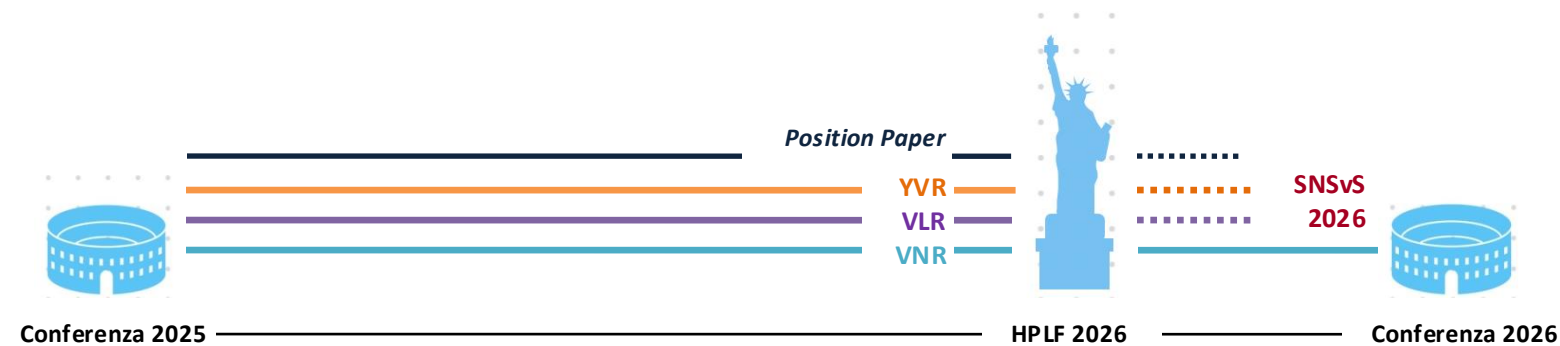 Position Paper
YVR
SNSvS
VLR
2026
VNR
Conferenza 2025
HPLF 2026
Conferenza 2026